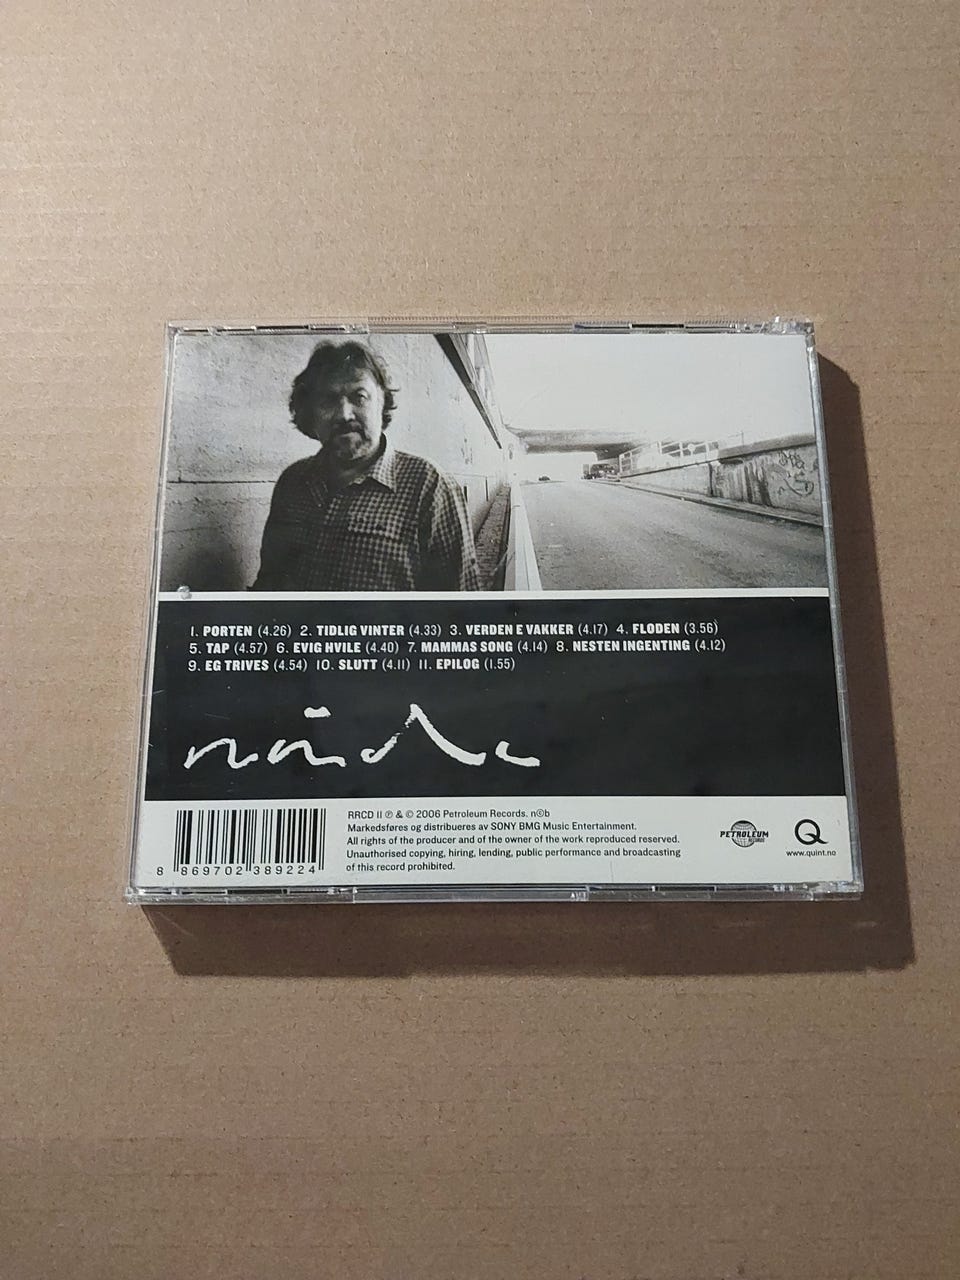 1. PORTEN (4.26) 2. TIDLIG VINTER (4.33) 3. VERDEN E VAKKER (4.17) 4. FLODEN (3.56)
5. TAP (4.57) 6. EVIG HVILE (4.40) 7. MAMMAS SONG (4.14) 8. NESTEN INGENTING (4.12)
9. EG TRIVES (4.54) 10. SLUTT (4.11) 11. EPILOG (1.55)
nåde
8 869702 389224
RRCD 11 ℗ & © 2006 Petroleum Records. n©b
Markedsføres og distribueres av SONY BMG Music Entertainment.
All rights of the producer and of the owner of the work reproduced reserved.
Unauthorised copying, hiring, lending, public performance and broadcasting
of this record prohibited.
PETROLEUM
RECORDS
Q
www.quint.no